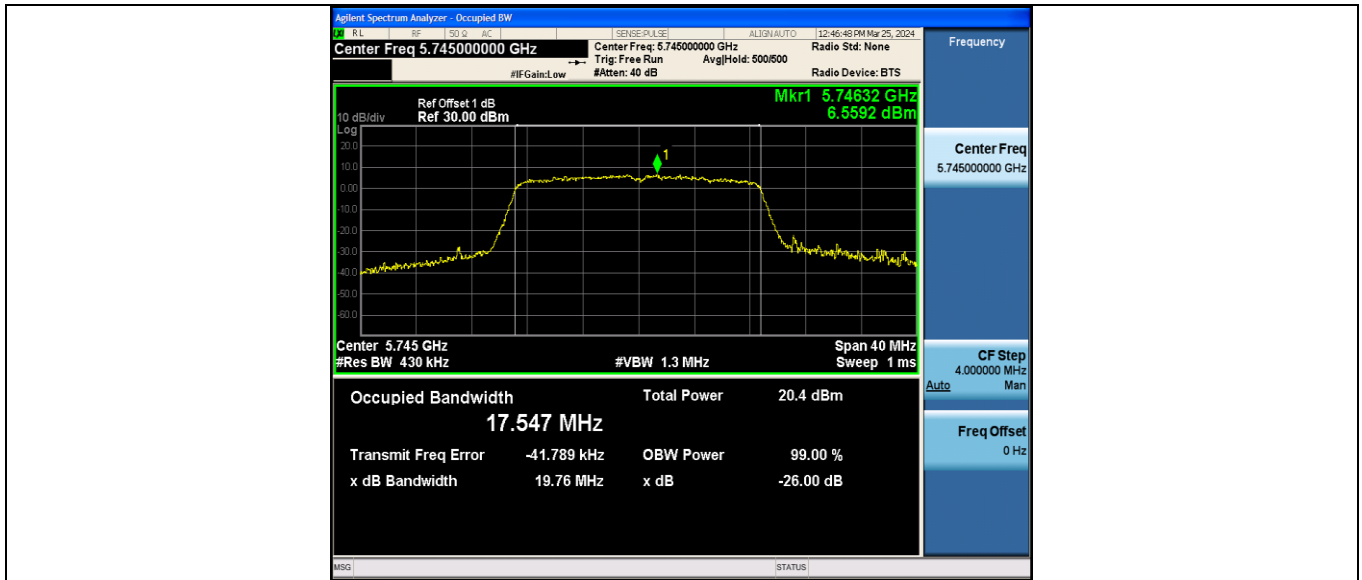 Agilent Spectrum Analyzer - Occupied BW
RL RF 50 Ω AC SENSE:PULSE ALIGN AUTO 12:46:48 PM Mar 25, 2024
Center Freq 5.745000000 GHz Center Freq: 5.745000000 GHz Radio Std: None
Trig: Free Run Avg|Hold: 500/500
#IFGain:Low #Atten: 40 dB Radio Device: BTS
Frequency
Mkr1 5.74632 GHz
6.5592 dBm
Ref Offset 1 dB
10 dB/div Ref 30.00 dBm
Log
20.0
10.0
0.00
-10.0
-20.0
-30.0
-40.0
-50.0
-60.0
1
Center 5.745 GHz Span 40 MHz
#Res BW 430 kHz #VBW 1.3 MHz Sweep 1 ms
Occupied Bandwidth Total Power 20.4 dBm
17.547 MHz
Transmit Freq Error -41.789 kHz OBW Power 99.00 %
x dB Bandwidth 19.76 MHz x dB -26.00 dB
Center Freq
5.745000000 GHz
CF Step
4.000000 MHz
Auto Man
Freq Offset
0 Hz
MSG STATUS